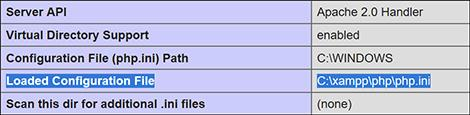 Server API Apache 2.0 Handler
Virtual Directory Support enabled
Configuration File (php.ini) Path C:\WINDOWS
Loaded Configuration File C:\xampp\php\php.ini
Scan this dir for additional .ini files (none)